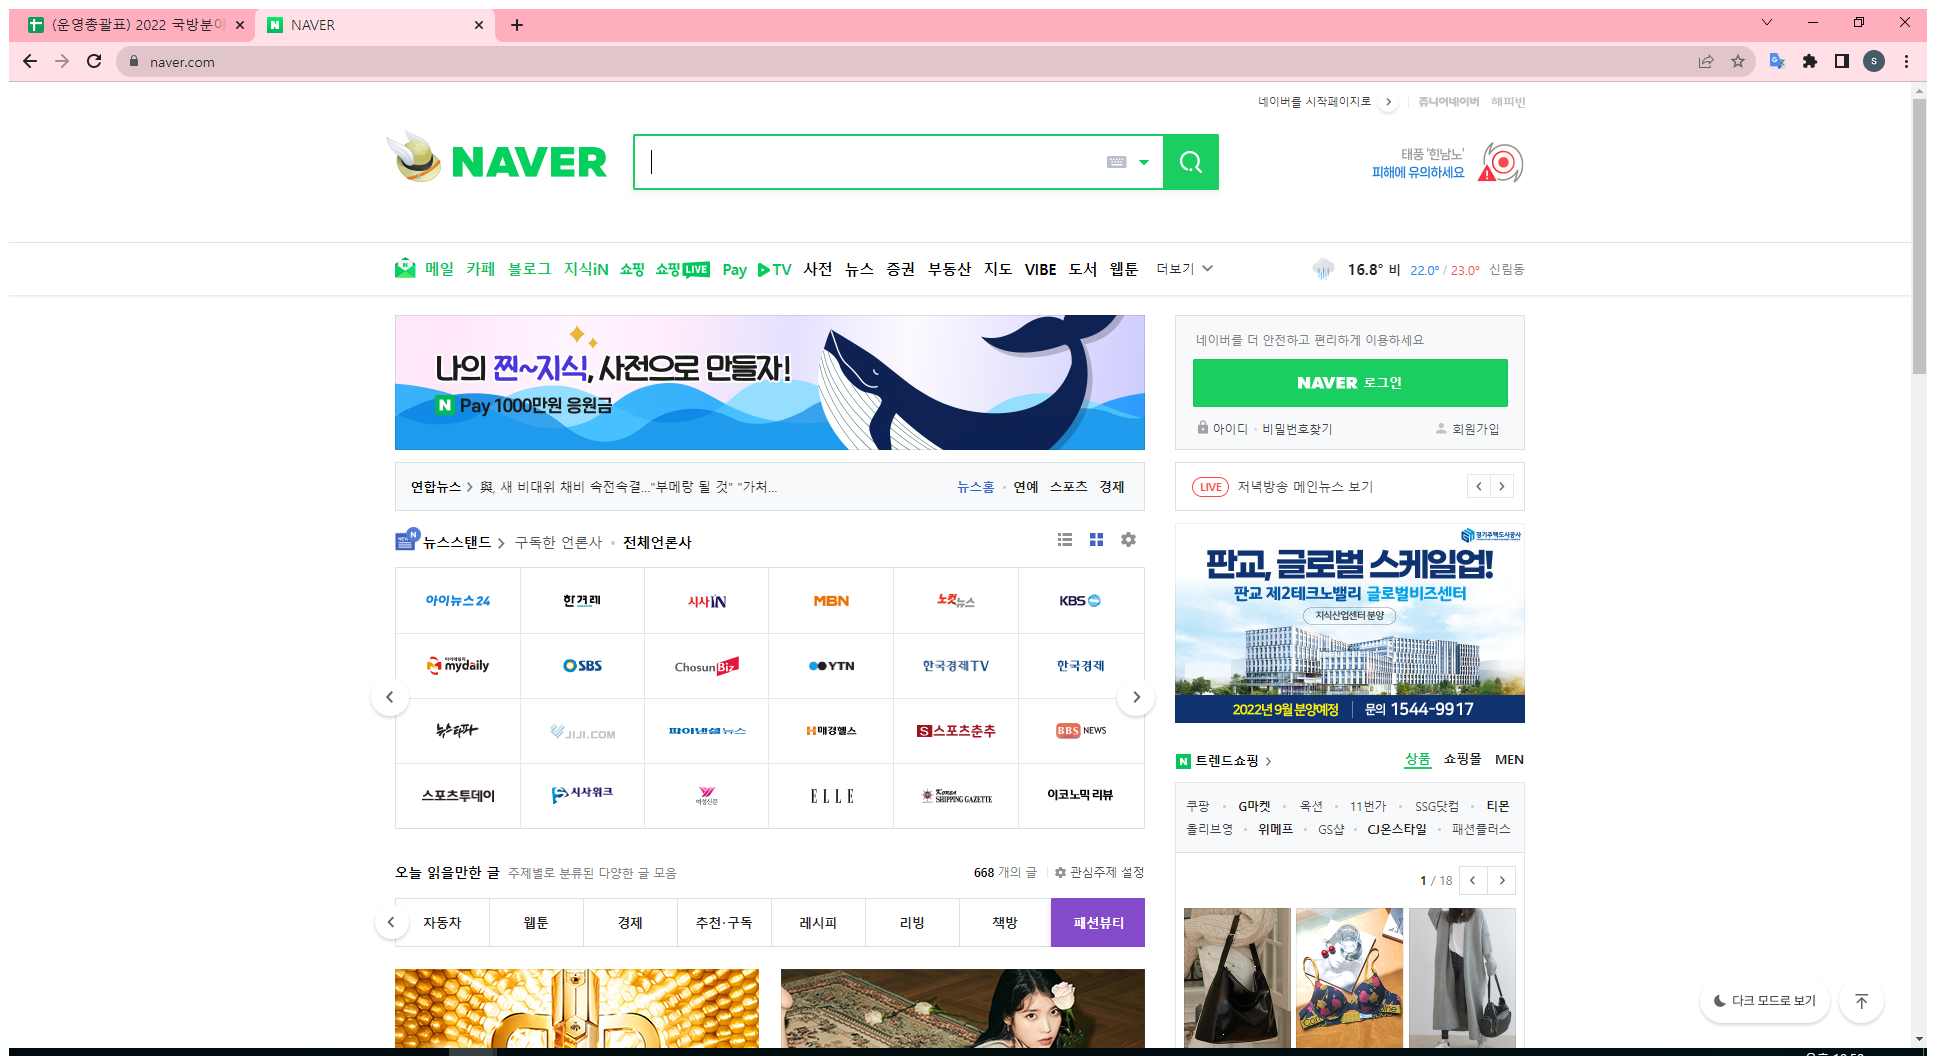 (운영총괄표) 2022 국방분야
NAVER
naver.com
S
네이버를 시작페이지로
쥬니어네이버 해피빈
NAVER
태풍 '힌남노'
피해에 유의하세요
메일 카페 블로그 지식iN 쇼핑 쇼핑LIVE Pay TV 사전 뉴스 증권 부동산 지도 VIBE 도서 웹툰 더보기
16.8° 비 22.0° / 23.0° 신림동
나의 찐~지식, 사전으로 만들자!
N Pay 1000만원 응원금
네이버를 더 안전하고 편리하게 이용하세요
NAVER 로그인
아이디 · 비밀번호찾기 회원가입
연합뉴스 > 與, 새 비대위 채비 속전속결..."부메랑 될 것" "가처...
뉴스홈 · 연예 스포츠 경제
LIVE 저녁방송 메인뉴스 보기
NEW N 뉴스스탠드 > 구독한 언론사 · 전체언론사
아이뉴스24 한겨레 시사IN MBN 노컷뉴스 KBS
마이데일리 mydaily SBS ChosunBiz YTN 한국경제TV 한국경제
뉴스타파 JIJI.COM 파이낸셜뉴스 매경헬스 S스포츠춘추 BBS NEWS
스포츠투데이 시사위크 여성신문 ELLE Korea SHIPPING GAZETTE 이코노믹리뷰
경기주택도시공사
판교, 글로벌 스케일업!
판교 제2테크노밸리 글로벌비즈센터
지식산업센터 분양
2022년 9월 분양예정 | 문의 1544-9917
N 트렌드쇼핑 > 상품 쇼핑몰 MEN
쿠팡 · G마켓 · 옥션 · 11번가 · SSG닷컴 · 티몬
올리브영 · 위메프 · GS샵 · CJ온스타일 · 패션플러스
1 / 18
오늘 읽을만한 글 주제별로 분류된 다양한 글 모음
668 개의 글 관심주제 설정
자동차 웹툰 경제 추천·구독 레시피 리빙 책방 패션뷰티
다크 모드로 보기